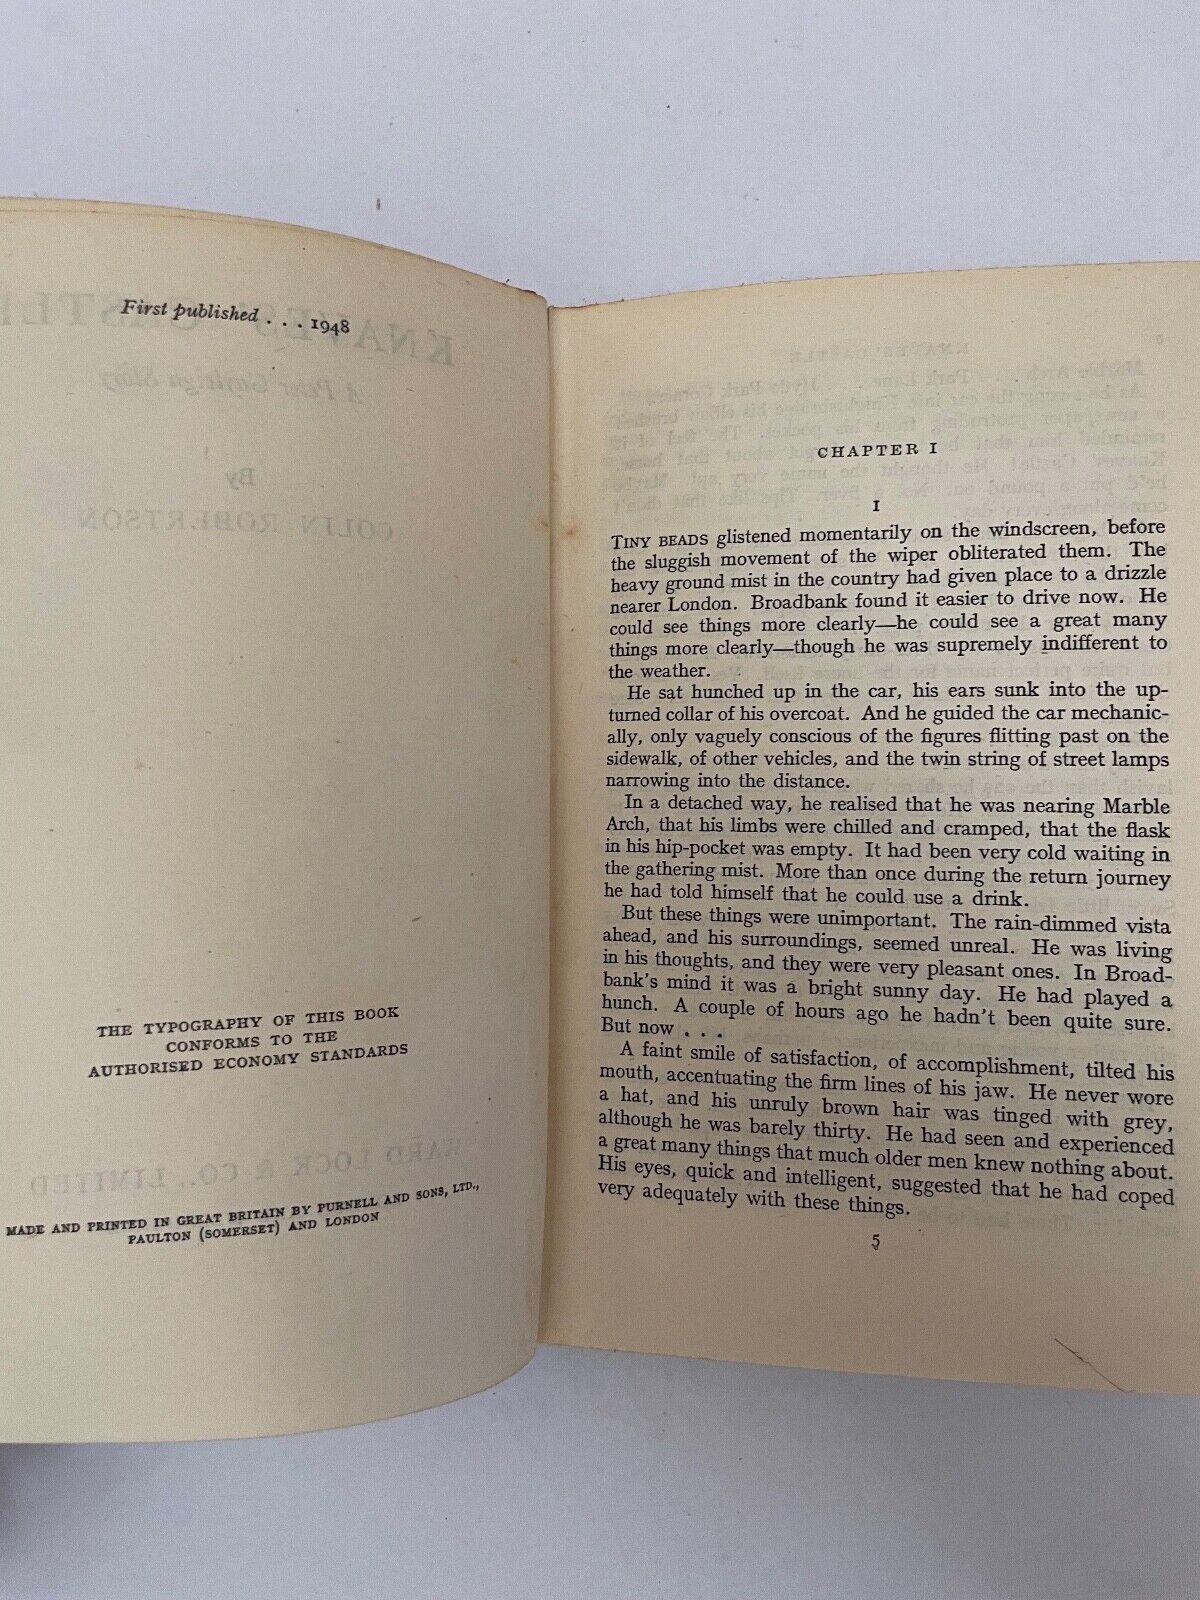 First published . . . 1948
THE TYPOGRAPHY OF THIS BOOK
CONFORMS TO THE
AUTHORISED ECONOMY STANDARDS
MADE AND PRINTED IN GREAT BRITAIN BY PURNELL AND SONS, LTD.,
PAULTON (SOMERSET) AND LONDON
CHAPTER I
I
TINY BEADS glistened momentarily on the windscreen, before
the sluggish movement of the wiper obliterated them. The
heavy ground mist in the country had given place to a drizzle
nearer London. Broadbank found it easier to drive now. He
could see things more clearly—he could see a great many
things more clearly—though he was supremely indifferent to
the weather.
He sat hunched up in the car, his ears sunk into the up-
turned collar of his overcoat. And he guided the car mechanic-
ally, only vaguely conscious of the figures flitting past on the
sidewalk, of other vehicles, and the twin string of street lamps
narrowing into the distance.
In a detached way, he realised that he was nearing Marble
Arch, that his limbs were chilled and cramped, that the flask
in his hip-pocket was empty. It had been very cold waiting in
the gathering mist. More than once during the return journey
he had told himself that he could use a drink.
But these things were unimportant. The rain-dimmed vista
ahead, and his surroundings, seemed unreal. He was living
in his thoughts, and they were very pleasant ones. In Broad-
bank's mind it was a bright sunny day. He had played a
hunch. A couple of hours ago he hadn't been quite sure.
But now . . .
A faint smile of satisfaction, of accomplishment, tilted his
mouth, accentuating the firm lines of his jaw. He never wore
a hat, and his unruly brown hair was tinged with grey,
although he was barely thirty. He had seen and experienced
a great many things that much older men knew nothing about.
His eyes, quick and intelligent, suggested that he had coped
very adequately with these things.
5